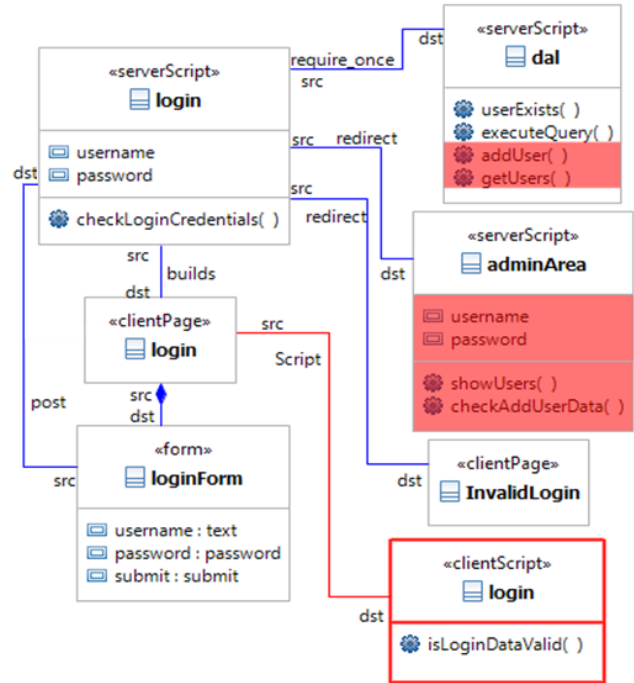 «serverScript»
login
username
password
checkLoginCredentials( )
require_once
src
dst
«serverScript»
dal
userExists( )
executeQuery( )
addUser( )
getUsers( )
src
redirect
dst
src
redirect
dst
«serverScript»
adminArea
username
password
showUsers( )
checkAddUserData( )
dst
src
builds
dst
«clientPage»
login
src
Script
src
dst
post
src
«form»
loginForm
username : text
password : password
submit : submit
«clientPage»
InvalidLogin
dst
«clientScript»
login
isLoginDataValid( )
dst